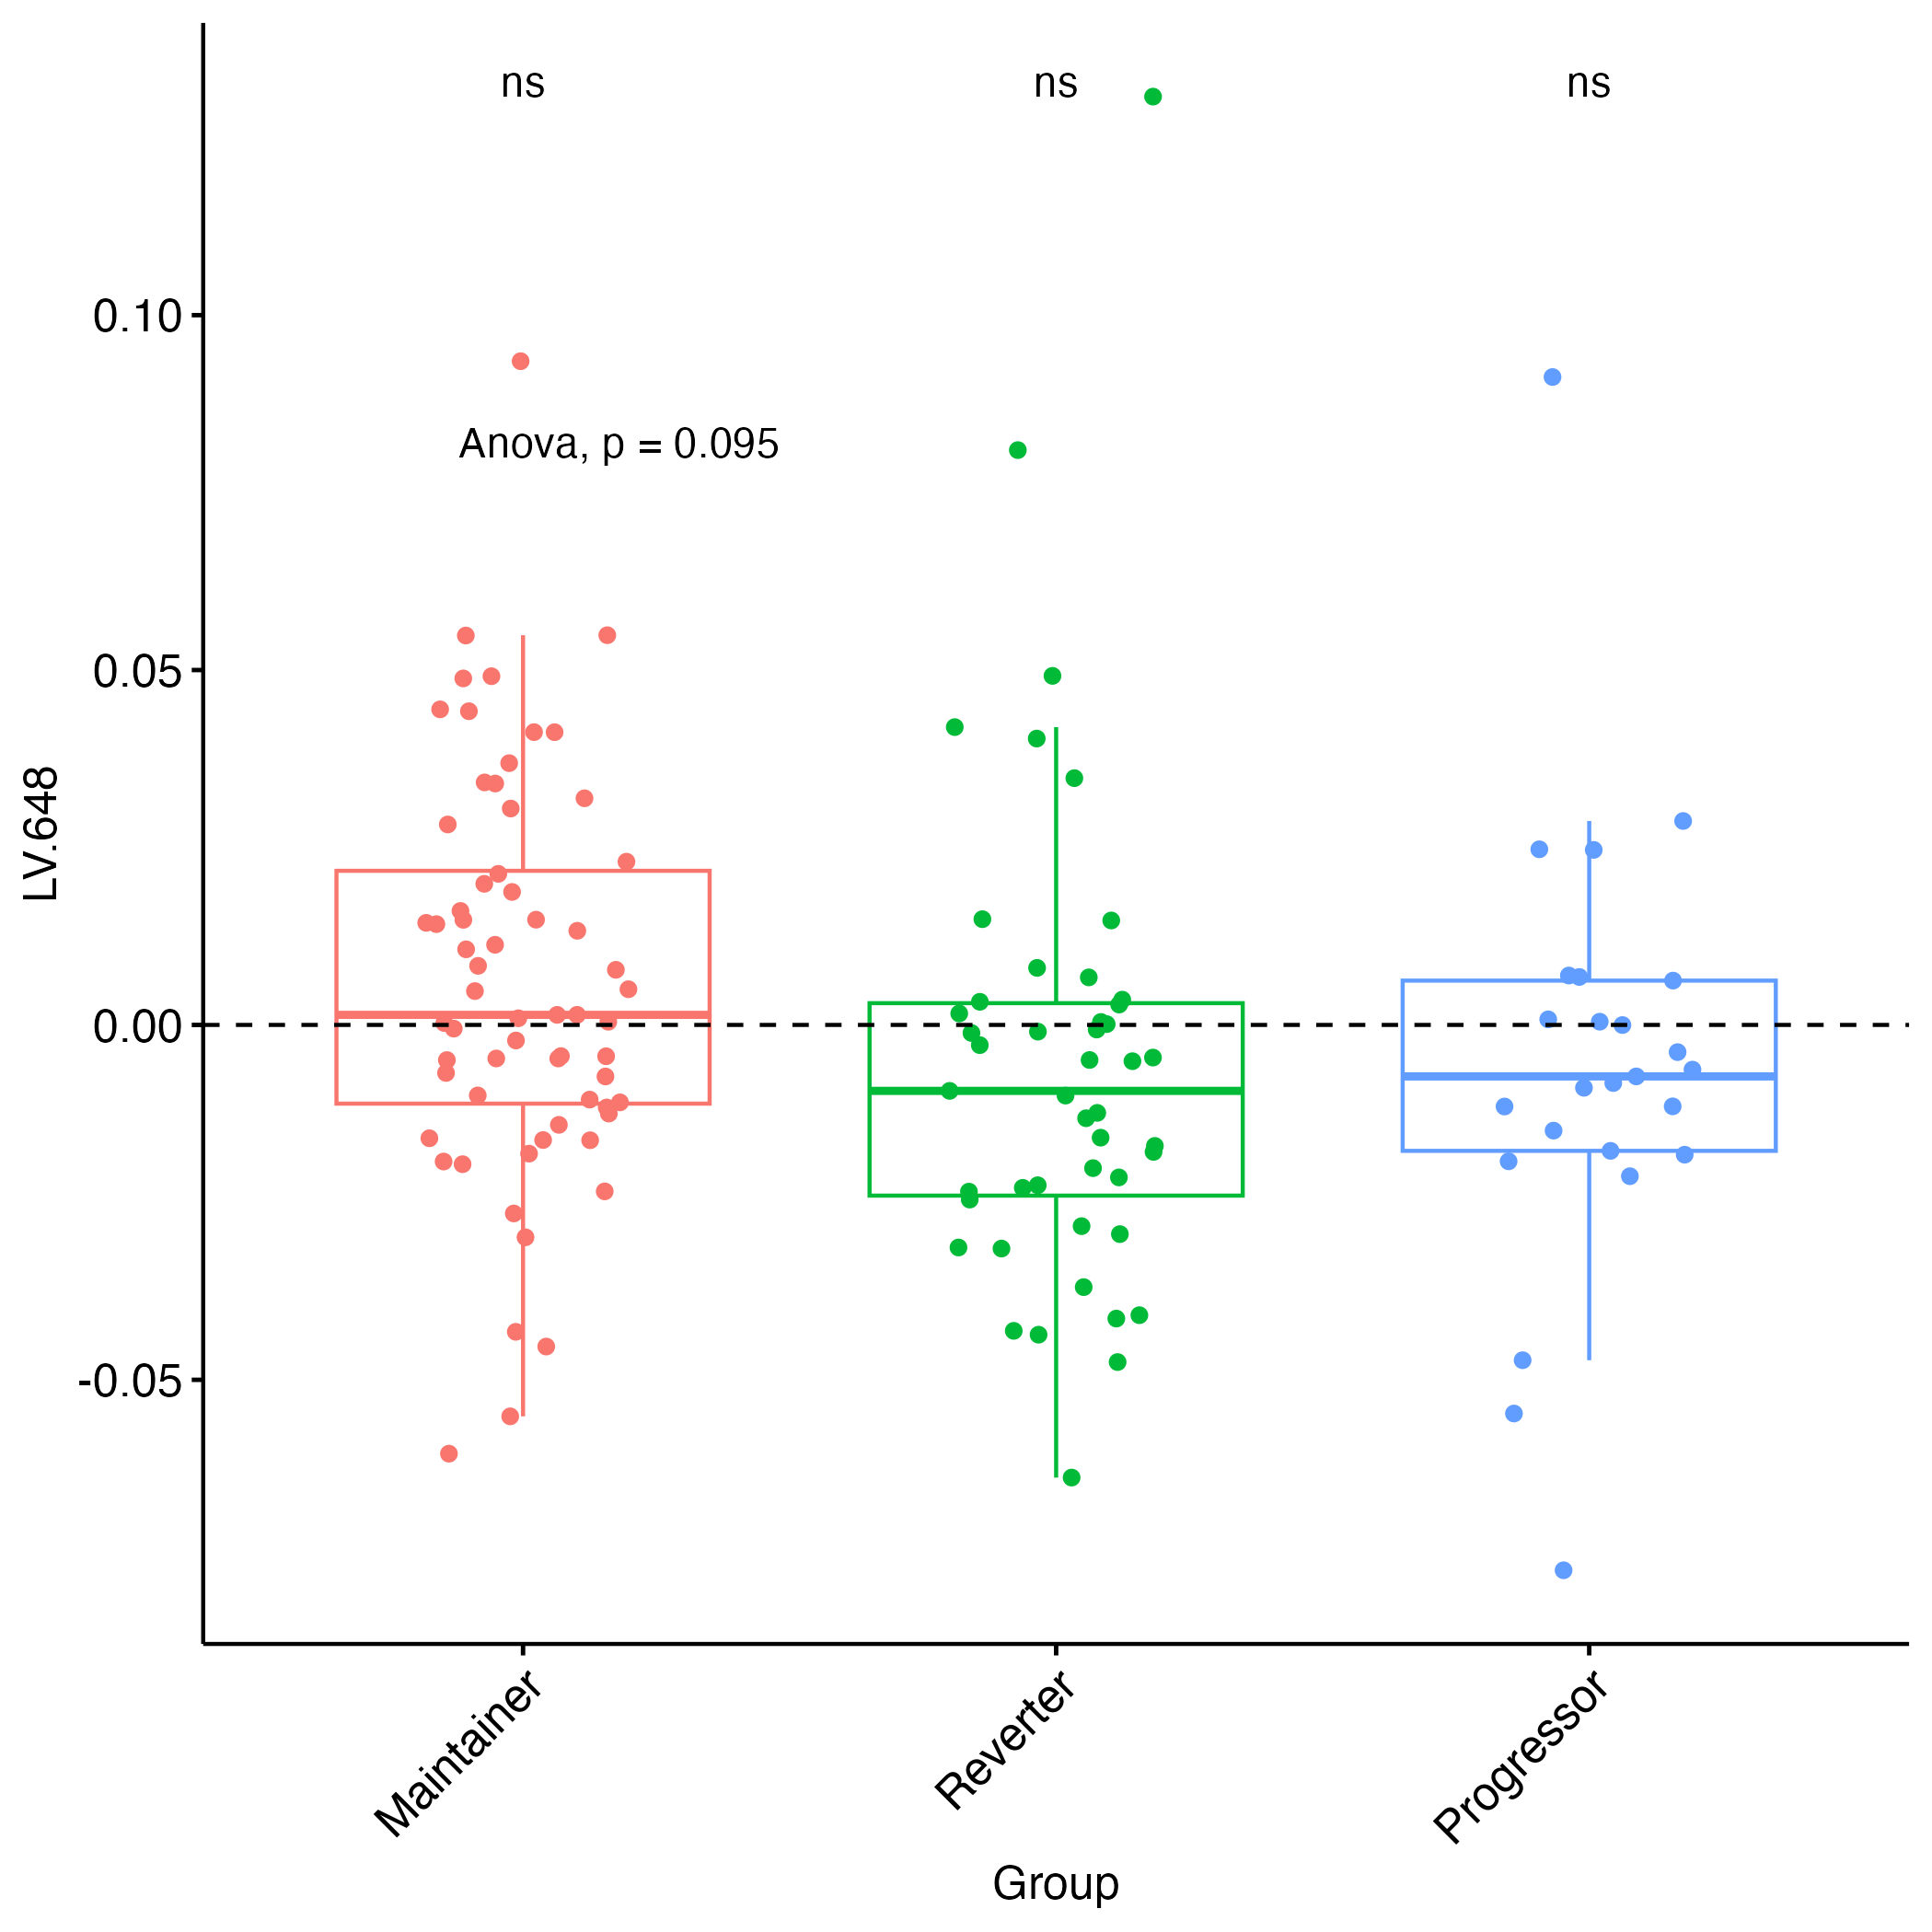 ns ns ns
0.10
Anova, p = 0.095
0.05
LV.648
0.00
-0.05
Maintainer Reverter Progressor
Group